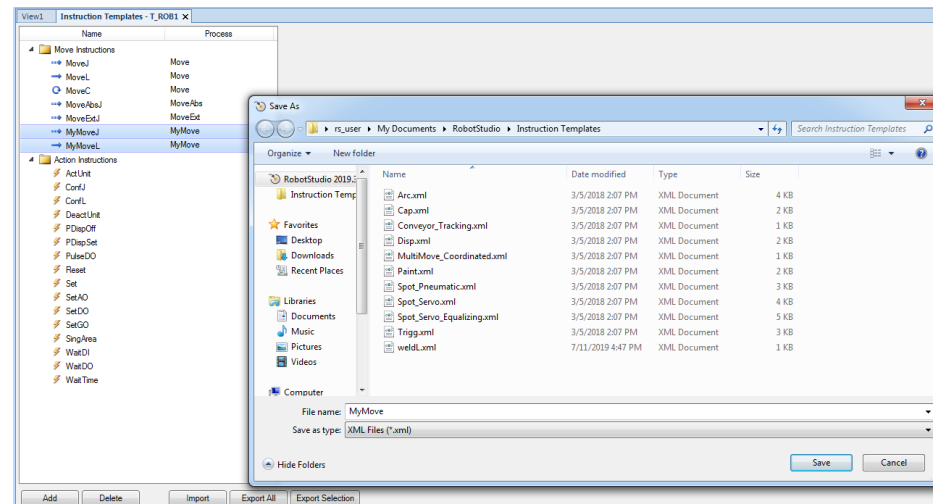 View1 Instruction Templates - T_ROB1
Name Process
Move Instructions
MoveJ Move
MoveL Move
MoveC Move
MoveAbsJ MoveAbs
MoveExtJ MoveExt
MyMoveJ MyMove
MyMoveL MyMove
Action Instructions
ActUnit
ConfJ
ConfL
DeactUnit
PDispOff
PDispSet
PulseDO
Reset
Set
SetAO
SetDO
SetGO
SingArea
WaitDI
WaitDO
WaitTime
Add Delete Import Export All Export Selection
Save As
rs_user My Documents RobotStudio Instruction Templates
Search Instruction Templates
Organize New folder
RobotStudio 2019.3
Instruction Temp
Favorites
Desktop
Downloads
Recent Places
Libraries
Documents
Music
Pictures
Videos
Computer
Name Date modified Type Size
Arc.xml 3/5/2018 2:07 PM XML Document 4 KB
Cap.xml 3/5/2018 2:07 PM XML Document 2 KB
Conveyor_Tracking.xml 3/5/2018 2:07 PM XML Document 1 KB
Disp.xml 3/5/2018 2:07 PM XML Document 2 KB
MultiMove_Coordinated.xml 3/5/2018 2:07 PM XML Document 1 KB
Paint.xml 3/5/2018 2:07 PM XML Document 2 KB
Spot_Pneumatic.xml 3/5/2018 2:07 PM XML Document 3 KB
Spot_Servo.xml 3/5/2018 2:07 PM XML Document 4 KB
Spot_Servo_Equalizing.xml 3/5/2018 2:07 PM XML Document 5 KB
Trigg.xml 3/5/2018 2:07 PM XML Document 3 KB
weldL.xml 7/11/2019 4:47 PM XML Document 1 KB
File name: MyMove
Save as type: XML Files (*.xml)
Hide Folders
Save Cancel